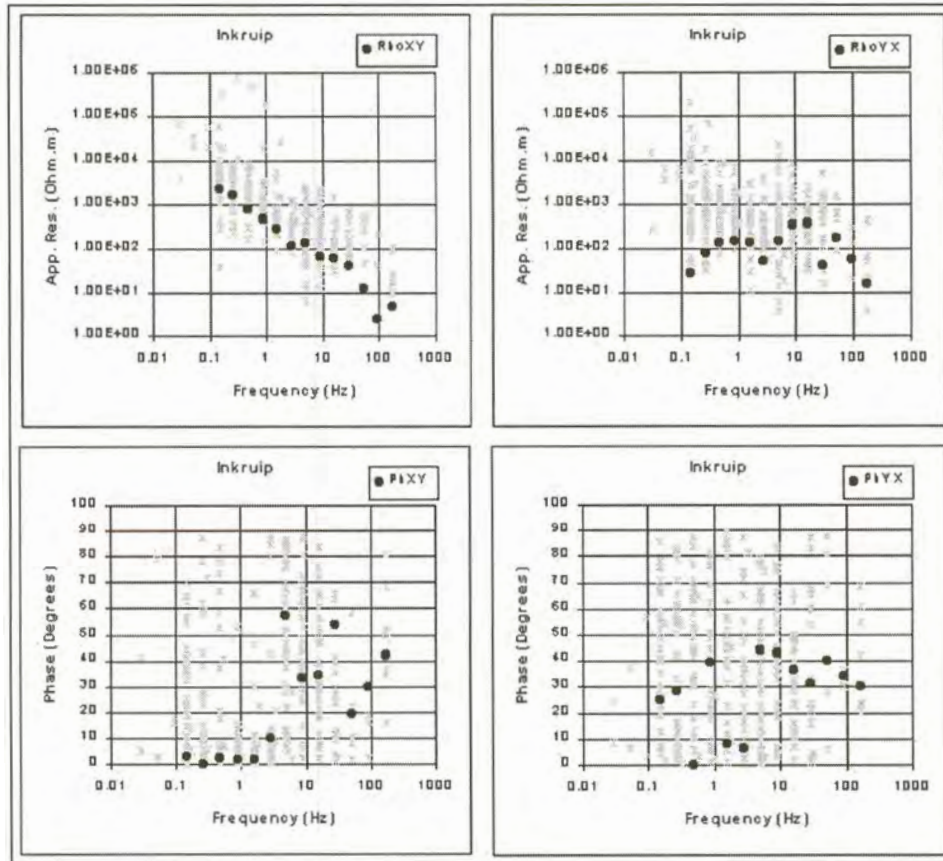 Inkruip
RhoXY
1.00E+06
1.00E+05
1.00E+04
1.00E+03
1.00E+02
1.00E+01
1.00E+00
App. Res. (Ohm.m)
0.01 0.1 1 10 100 1000
Frequency (Hz)
Inkruip
RhoYX
1.00E+06
1.00E+05
1.00E+04
1.00E+03
1.00E+02
1.00E+01
1.00E+00
App. Res. (Ohm.m)
0.01 0.1 1 10 100 1000
Frequency (Hz)
Inkruip
PhXY
100
90
80
70
60
50
40
30
20
10
0
Phase (Degrees)
0.01 0.1 1 10 100 1000
Frequency (Hz)
Inkruip
PhYX
100
90
80
70
60
50
40
30
20
10
0
Phase (Degrees)
0.01 0.1 1 10 100 1000
Frequency (Hz)